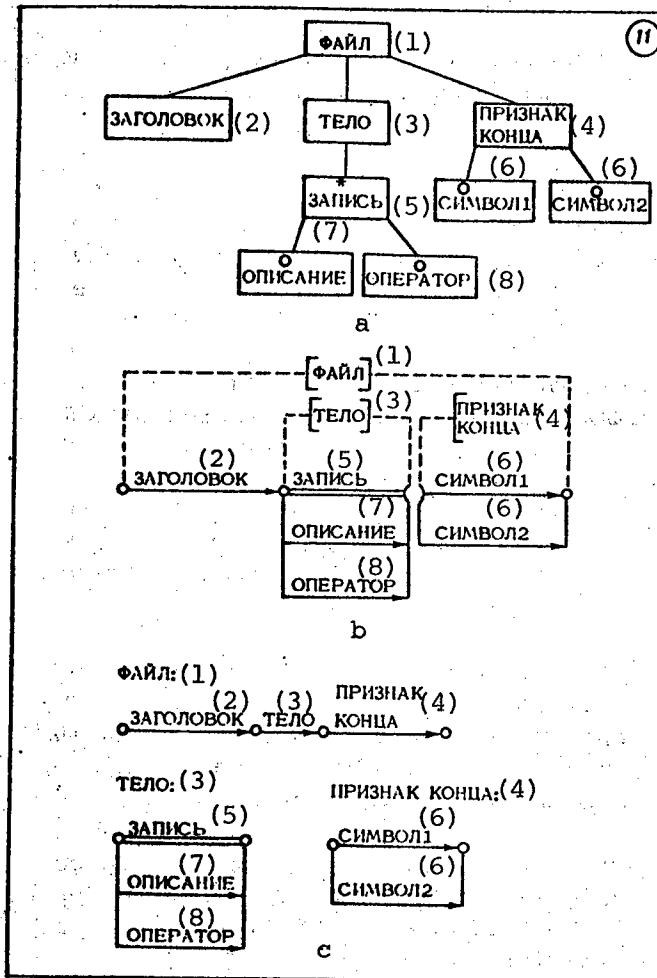 ФАЙЛ (1) 11
ЗАГОЛОВОК (2) ТЕЛО (3) ПРИЗНАК КОНЦА (4)
* (6) (6)
ЗАПИСЬ (5) СИМВОЛ1 СИМВОЛ2
(7)
ОПИСАНИЕ ОПЕРАТОР (8)
a
[ФАЙЛ] (1)
[ТЕЛО] (3) [ПРИЗНАК КОНЦА (4)
(2) (5) (6)
ЗАГОЛОВОК ЗАПИСЬ СИМВОЛ1
(7) (6)
ОПИСАНИЕ СИМВОЛ2
(8)
ОПЕРАТОР
b
ФАЙЛ: (1)
(2) (3) ПРИЗНАК (4)
ЗАГОЛОВОК ТЕЛО КОНЦА
ТЕЛО: (3) ПРИЗНАК КОНЦА: (4)
(5) (6)
ЗАПИСЬ СИМВОЛ1
(7) (6)
ОПИСАНИЕ СИМВОЛ2
(8)
ОПЕРАТОР
c